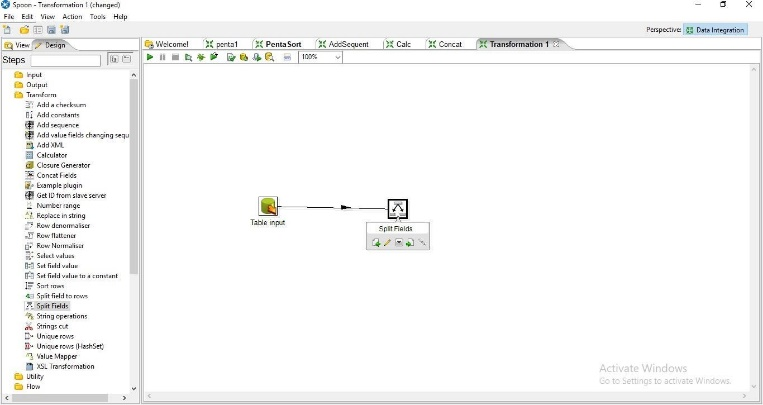 Spoon - Transformation 1 (changed)
File Edit View Action Tools Help
Perspective: Data Integration
View Design
Welcome! penta1 PentaSort AddSequent Calc Concat Transformation 1
Steps
100%
Input
Output
Transform
Add a checksum
Add constants
Add sequence
Add value fields changing sequ
Add XML
Calculator
Closure Generator
Concat Fields
Example plugin
Get ID from slave server
Number range
Replace in string
Row denormaliser
Row flattener
Row Normaliser
Select values
Set field value
Set field value to a constant
Sort rows
Split field to rows
Split Fields
String operations
Strings cut
Unique rows
Unique rows (HashSet)
Value Mapper
XSL Transformation
Utility
Flow
Table input
Split Fields
Activate Windows
Go to Settings to activate Windows.